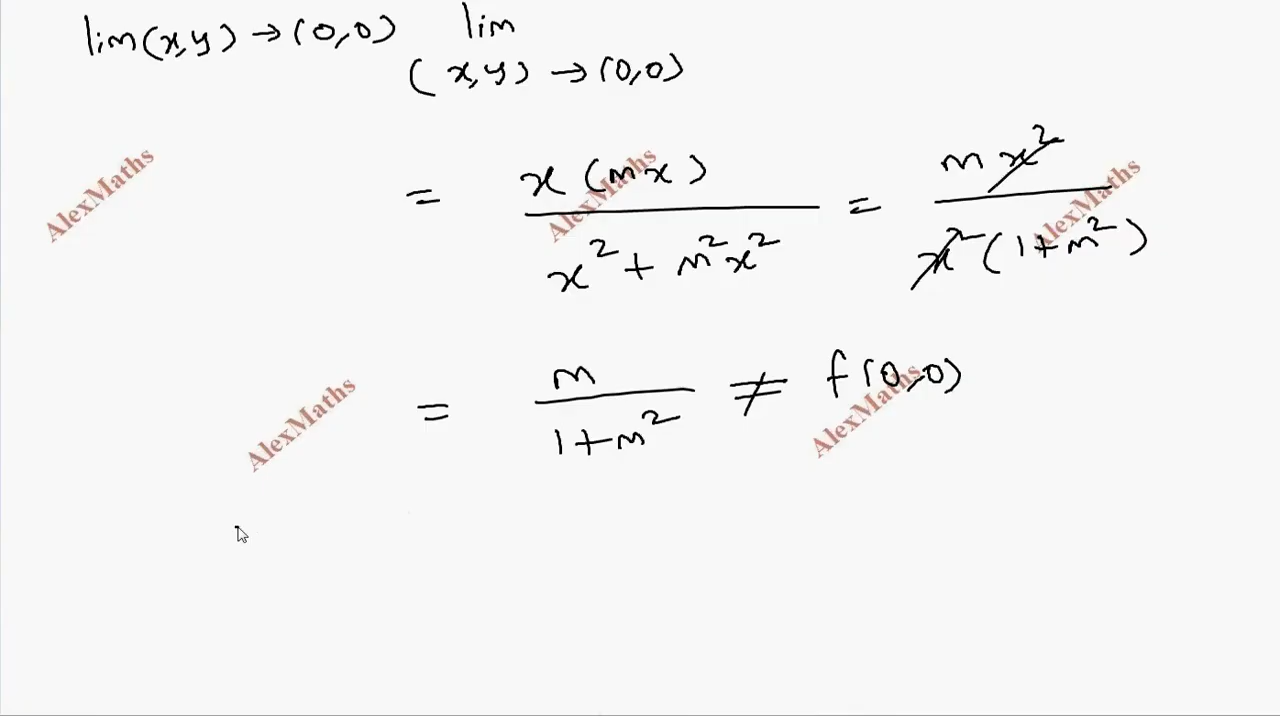 lim(x,y) → (0,0) lim
(x,y) → (0,0)
= x(mx) / x² + m²x² = mx² / x²(1+m²)
= m / 1+m² ≠ f(0,0)
AlexMaths
AlexMaths
AlexMaths
AlexMaths
AlexMaths